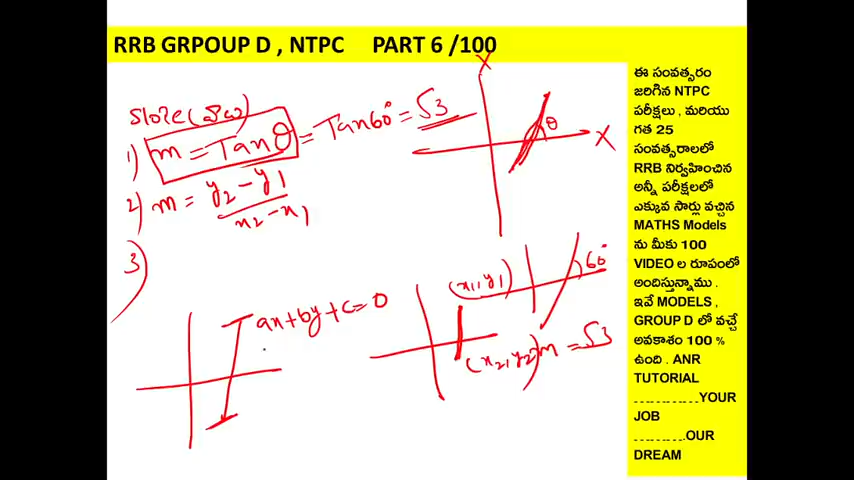 RRB GRPOUP D , NTPC PART 6 /100
slope(వాలు)
1) m = Tanθ = Tan60° = √3
2) m = y2 - y1 / x2 - x1
3)
ax+by+c=0
X
X
θ
(x1,y1)
60°
(x2,y2)
m = √3
ఈ సంవత్సరం
జరిగిన NTPC
పరీక్షలు , మరియు
గత 25
సంవత్సరాలలో
RRB నిర్వహించిన
అన్నీ పరీక్షలలో
ఎక్కువ సార్లు వచ్చిన
MATHS Models
ను మీకు 100
VIDEO ల రూపంలో
అందిస్తున్నాము .
ఇవే MODELS ,
GROUP D లో వచ్చే
అవకాశం 100 %
ఉంది . ANR
TUTORIAL
.............YOUR
JOB
..........OUR
DREAM